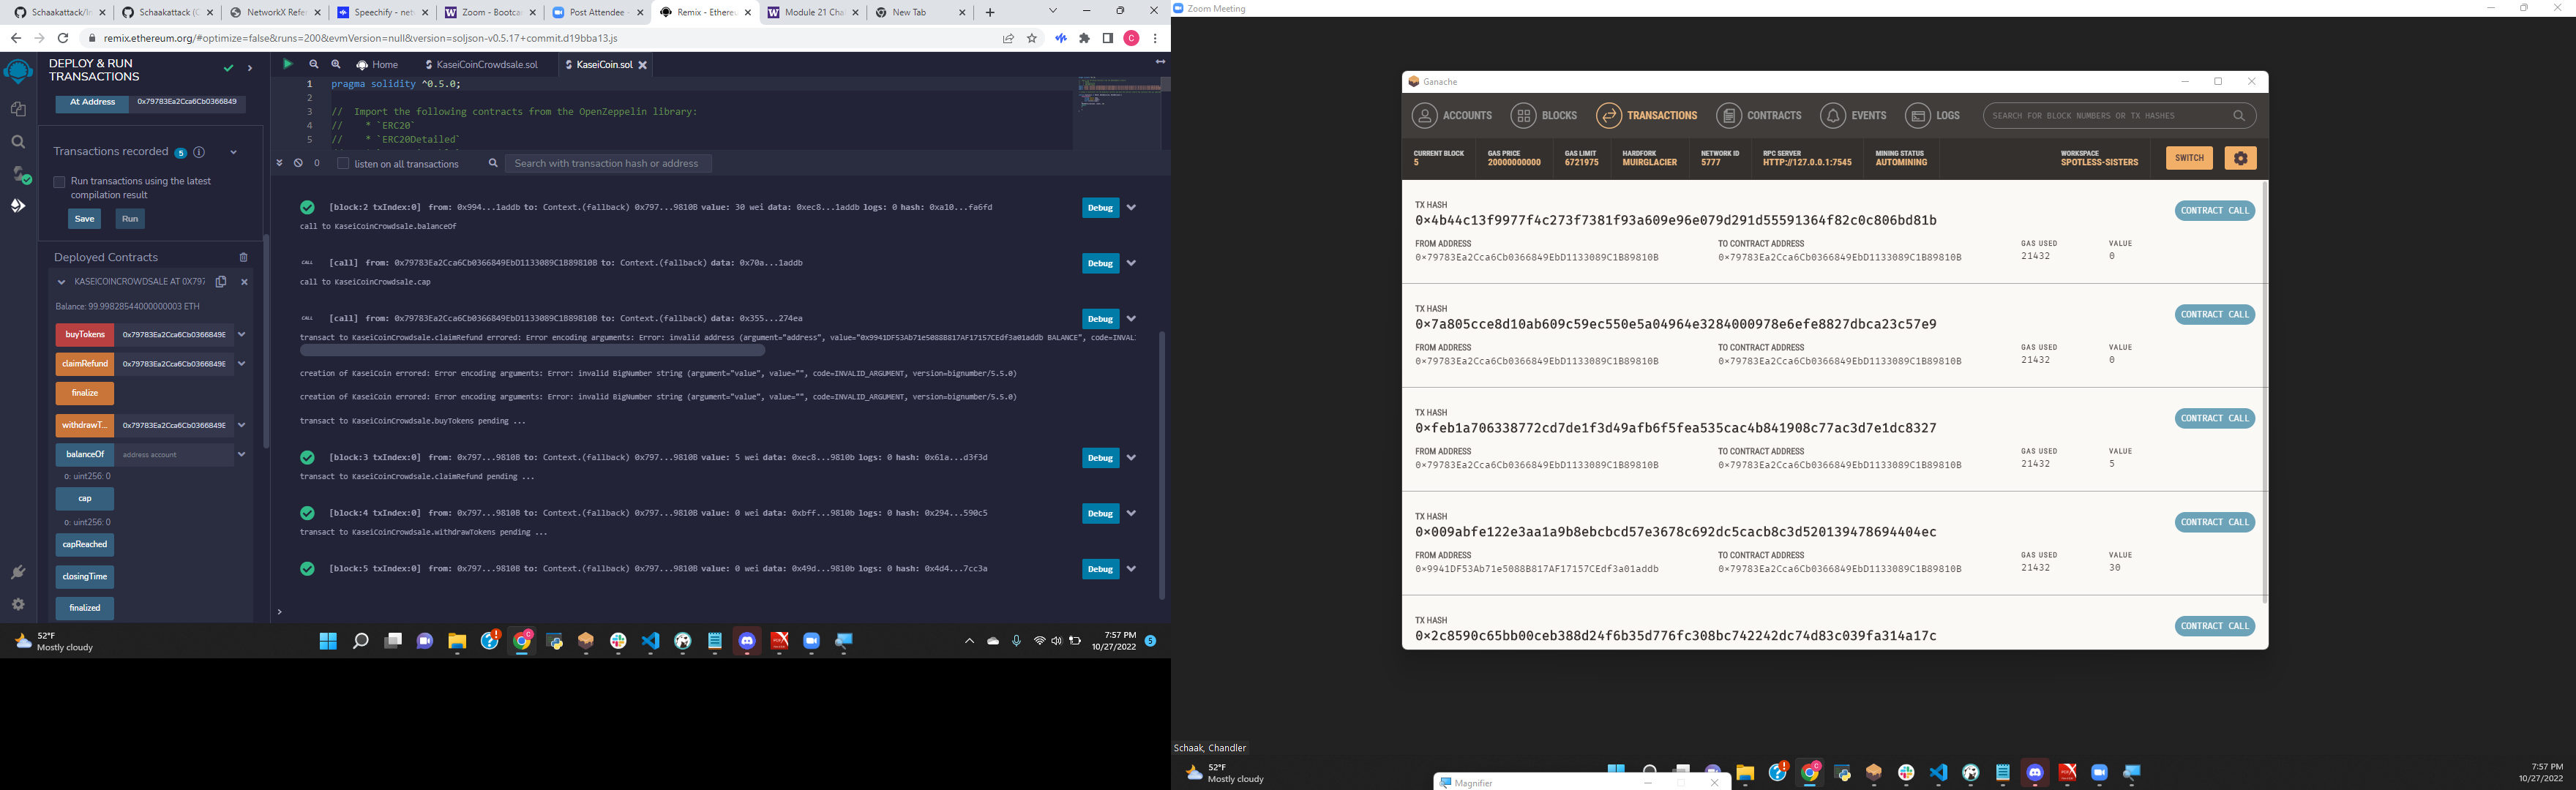 Schaakattack/In
Schaakattack (C
NetworkX Refer
Speechify - net
Zoom - Bootca
Post Attendee -
Remix - Ethereu
Module 21 Chal
New Tab
remix.ethereum.org/#optimize=false&runs=200&evmVersion=null&version=soljson-v0.5.17+commit.d19bba13.js
DEPLOY & RUN
TRANSACTIONS
At Address 0x79783Ea2Cca6Cb0366849
Transactions recorded 5
Run transactions using the latest
compilation result
Save Run
Deployed Contracts
KASEICOINCROWDSALE AT 0X797
Balance: 99.99828544000000003 ETH
buyTokens 0x79783Ea2Cca6Cb0366849E
claimRefund 0x79783Ea2Cca6Cb0366849E
finalize
withdrawT... 0x79783Ea2Cca6Cb0366849E
balanceOf address account
0: uint256: 0
cap
0: uint256: 0
capReached
closingTime
finalized
Home KaseiCoinCrowdsale.sol KaseiCoin.sol
1 pragma solidity ^0.5.0;
2
3 // Import the following contracts from the OpenZeppelin library:
4 // * `ERC20`
5 // * `ERC20Detailed`
0 listen on all transactions Search with transaction hash or address
[block:2 txIndex:0] from: 0x994...1addb to: Context.(fallback) 0x797...9810B value: 30 wei data: 0xec8...1addb logs: 0 hash: 0xa10...fa6fd Debug
call to KaseiCoinCrowdsale.balanceOf
CALL [call] from: 0x79783Ea2Cca6Cb0366849EbD1133089C1B89810B to: Context.(fallback) data: 0x70a...1addb Debug
call to KaseiCoinCrowdsale.cap
CALL [call] from: 0x79783Ea2Cca6Cb0366849EbD1133089C1B89810B to: Context.(fallback) data: 0x355...274ea Debug
transact to KaseiCoinCrowdsale.claimRefund errored: Error encoding arguments: Error: invalid address (argument="address", value="0x9941DF53Ab71e5088B817AF17157CEdf3a01addb BALANCE", code=INVAL
creation of KaseiCoin errored: Error encoding arguments: Error: invalid BigNumber string (argument="value", value="", code=INVALID_ARGUMENT, version=bignumber/5.5.0)
creation of KaseiCoin errored: Error encoding arguments: Error: invalid BigNumber string (argument="value", value="", code=INVALID_ARGUMENT, version=bignumber/5.5.0)
transact to KaseiCoinCrowdsale.buyTokens pending ...
[block:3 txIndex:0] from: 0x797...9810B to: Context.(fallback) 0x797...9810B value: 5 wei data: 0xec8...9810b logs: 0 hash: 0x61a...d3f3d Debug
transact to KaseiCoinCrowdsale.claimRefund pending ...
[block:4 txIndex:0] from: 0x797...9810B to: Context.(fallback) 0x797...9810B value: 0 wei data: 0xbff...9810b logs: 0 hash: 0x294...590c5 Debug
transact to KaseiCoinCrowdsale.withdrawTokens pending ...
[block:5 txIndex:0] from: 0x797...9810B to: Context.(fallback) 0x797...9810B value: 0 wei data: 0x49d...9810b logs: 0 hash: 0x4d4...7cc3a Debug
>
52°F
Mostly cloudy
7:57 PM
10/27/2022
5
Zoom Meeting
Ganache
ACCOUNTS BLOCKS TRANSACTIONS CONTRACTS EVENTS LOGS SEARCH FOR BLOCK NUMBERS OR TX HASHES
CURRENT BLOCK GAS PRICE GAS LIMIT HARDFORK NETWORK ID RPC SERVER MINING STATUS WORKSPACE
5 20000000000 6721975 MUIRGLACIER 5777 HTTP://127.0.0.1:7545 AUTOMINING SPOTLESS-SISTERS SWITCH
TX HASH
0x4b44c13f9977f4c273f7381f93a609e96e079d291d55591364f82c0c806bd81b CONTRACT CALL
FROM ADDRESS TO CONTRACT ADDRESS GAS USED VALUE
0x79783Ea2Cca6Cb0366849EbD1133089C1B89810B 0x79783Ea2Cca6Cb0366849EbD1133089C1B89810B 21432 0
TX HASH
0x7a805cce8d10ab609c59ec550e5a04964e3284000978e6efe8827dbca23c57e9 CONTRACT CALL
FROM ADDRESS TO CONTRACT ADDRESS GAS USED VALUE
0x79783Ea2Cca6Cb0366849EbD1133089C1B89810B 0x79783Ea2Cca6Cb0366849EbD1133089C1B89810B 21432 0
TX HASH
0xfeb1a706338772cd7de1f3d49afb6f5fea535cac4b841908c77ac3d7e1dc8327 CONTRACT CALL
FROM ADDRESS TO CONTRACT ADDRESS GAS USED VALUE
0x79783Ea2Cca6Cb0366849EbD1133089C1B89810B 0x79783Ea2Cca6Cb0366849EbD1133089C1B89810B 21432 5
TX HASH
0x009abfe122e3aa1a9b8ebcbcd57e3678c692dc5cacb8c3d520139478694404ec CONTRACT CALL
FROM ADDRESS TO CONTRACT ADDRESS GAS USED VALUE
0x9941DF53Ab71e5088B817AF17157CEdf3a01addb 0x79783Ea2Cca6Cb0366849EbD1133089C1B89810B 21432 30
TX HASH
0x2c8590c65bb00ceb388d24f6b35d776fc308bc742242dc74d83c039fa314a17c CONTRACT CALL
Schaak, Chandler
52°F
Mostly cloudy
Magnifier
7:57 PM
10/27/2022